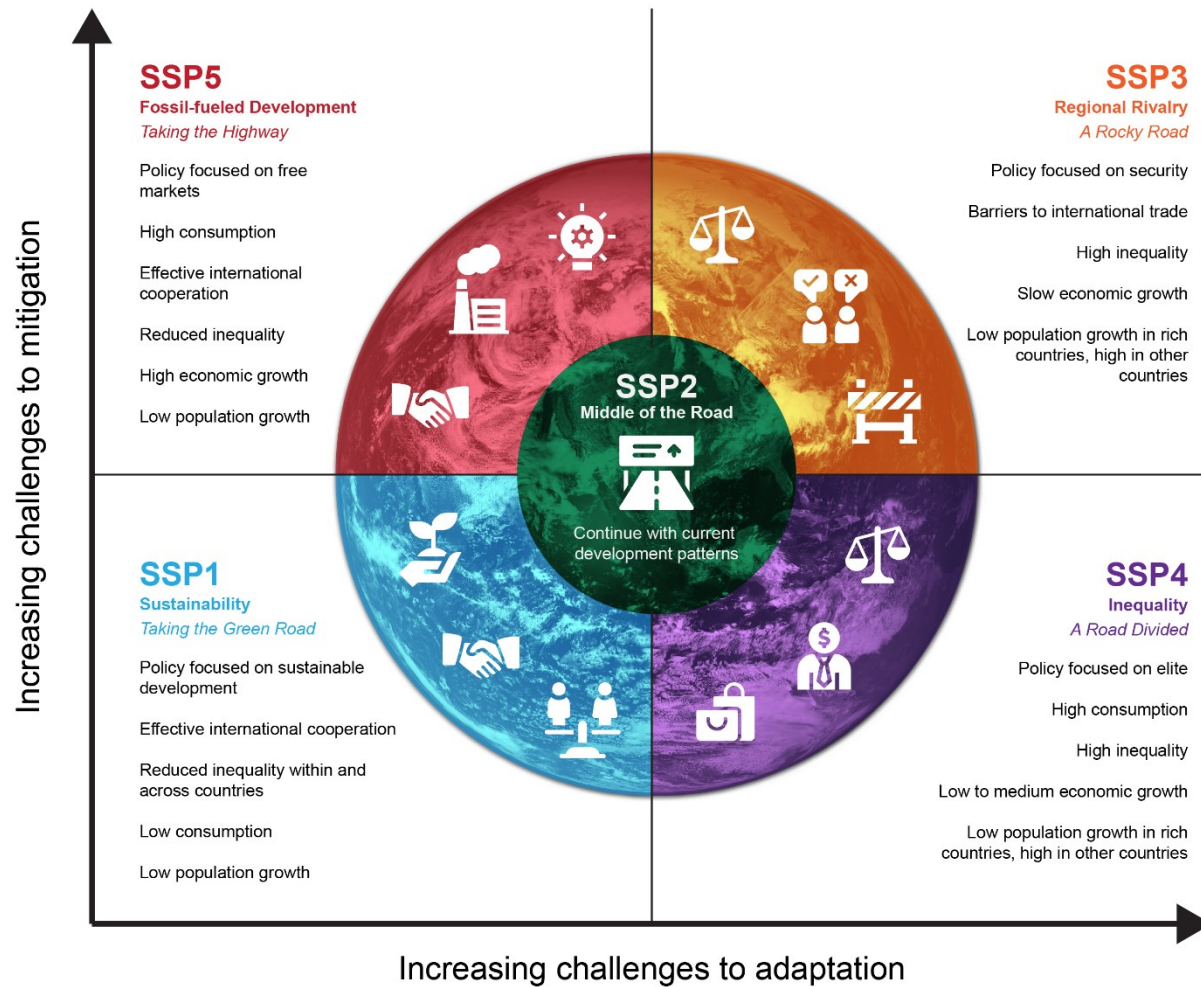 Increasing challenges to mitigation
SSP5
Fossil-fueled Development
Taking the Highway
Policy focused on free
markets
High consumption
Effective international
cooperation
Reduced inequality
High economic growth
Low population growth
SSP3
Regional Rivalry
A Rocky Road
Policy focused on security
Barriers to international trade
High inequality
Slow economic growth
Low population growth in rich
countries, high in other
countries
SSP2
Middle of the Road
Continue with current
development patterns
SSP1
Sustainability
Taking the Green Road
Policy focused on sustainable
development
Effective international cooperation
Reduced inequality within and
across countries
Low consumption
Low population growth
SSP4
Inequality
A Road Divided
Policy focused on elite
High consumption
High inequality
Low to medium economic growth
Low population growth in rich
countries, high in other countries
$
Increasing challenges to adaptation